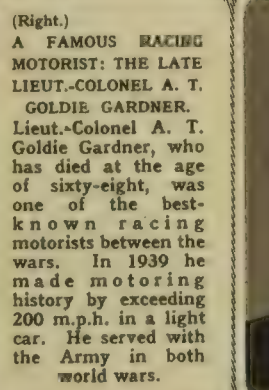 (Right.)
A FAMOUS RACING
MOTORIST: THE LATE
LIEUT.-COLONEL A. T.
GOLDIE GARDNER.
Lieut.-Colonel A. T.
Goldie Gardner, who
has died at the age
of sixty-eight, was
one of the best-
known racing
motorists between the
wars. In 1939 he
made motoring
history by exceeding
200 m.p.h. in a light
car. He served with
the Army in both
world wars.